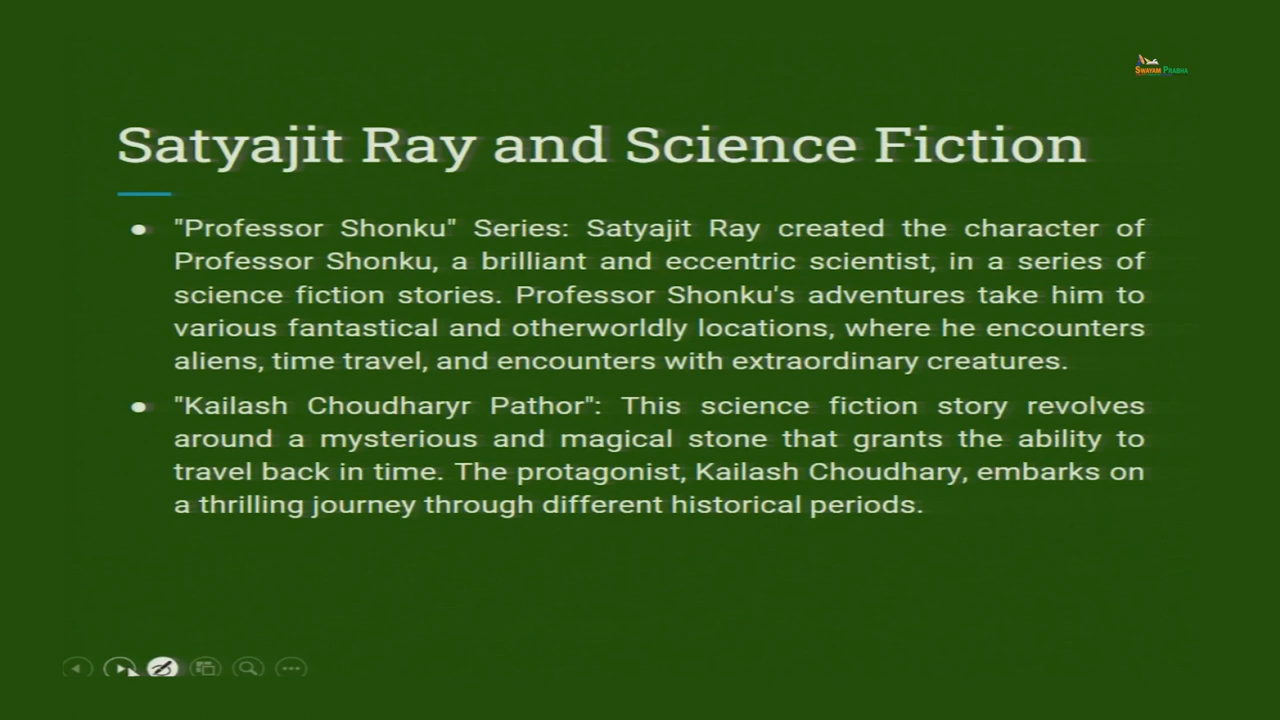 SWAYAM PRABHA
Satyajit Ray and Science Fiction
"Professor Shonku" Series: Satyajit Ray created the character of
Professor Shonku, a brilliant and eccentric scientist, in a series of
science fiction stories. Professor Shonku's adventures take him to
various fantastical and otherworldly locations, where he encounters
aliens, time travel, and encounters with extraordinary creatures.
"Kailash Choudharyr Pathor": This science fiction story revolves
around a mysterious and magical stone that grants the ability to
travel back in time. The protagonist, Kailash Choudhary, embarks on
a thrilling journey through different historical periods.